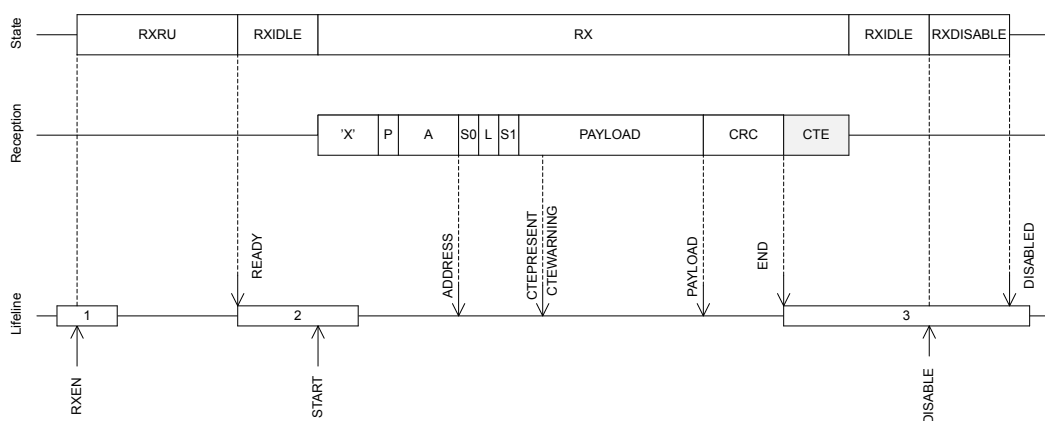 State
RXRU RXIDLE RX RXIDLE RXDISABLE
Reception
'X' P A S0 L S1 PAYLOAD CRC CTE
READY
ADDRESS
CTEPRESENT
CTEWARNING
PAYLOAD
END
DISABLED
Lifeline
1 2 3
RXEN
START
DISABLE